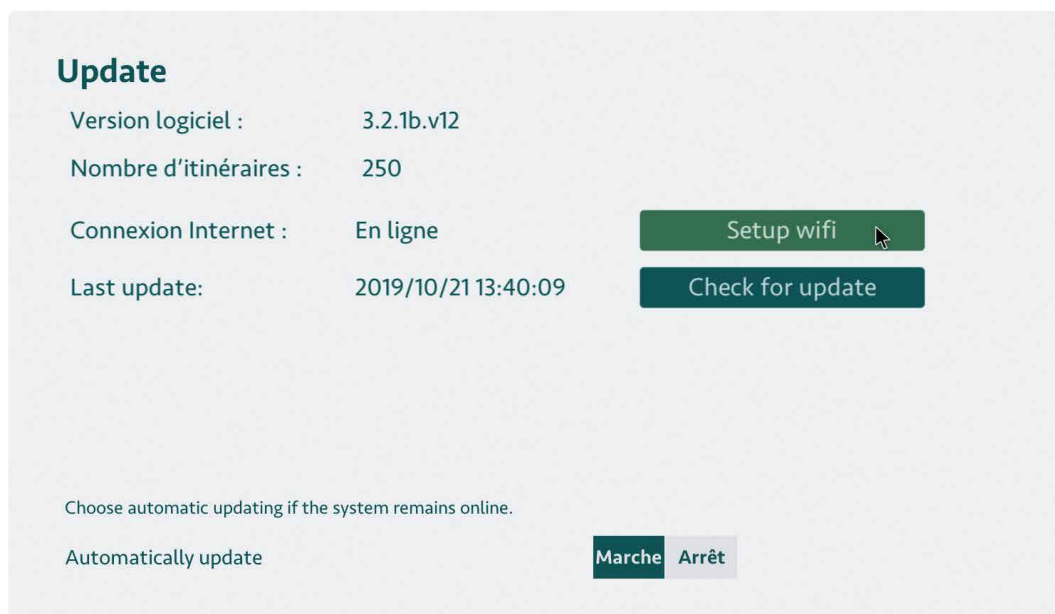 Update
Version logiciel : 3.2.1b.v12
Nombre d'itinéraires : 250
Connexion Internet : En ligne Setup wifi
Last update: 2019/10/21 13:40:09 Check for update
Choose automatic updating if the system remains online.
Automatically update Marche Arrêt